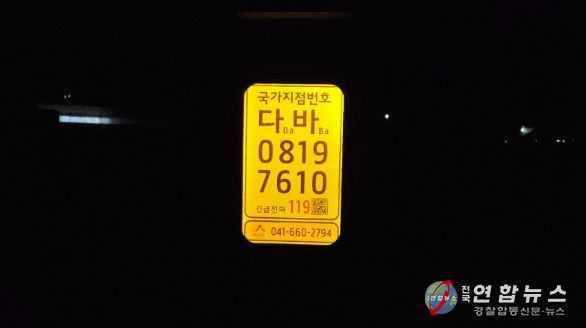 국가지점번호
다 바
Da Ba
0819
7610
긴급전화 119
041-660-2794
전국 연합뉴스
경찰합동신문·뉴스